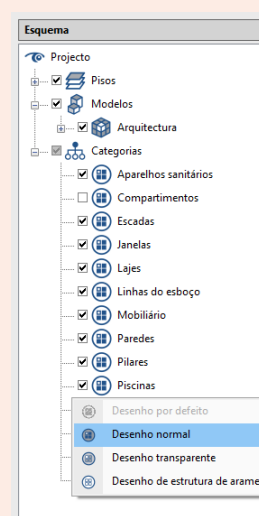 Esquema
Projecto
Pisos
Modelos
Arquitectura
Categorias
Aparelhos sanitários
Compartimentos
Escadas
Janelas
Lajes
Linhas do esboço
Mobiliário
Paredes
Pilares
Piscinas
Desenho por defeito
Desenho normal
Desenho transparente
Desenho de estrutura de arame